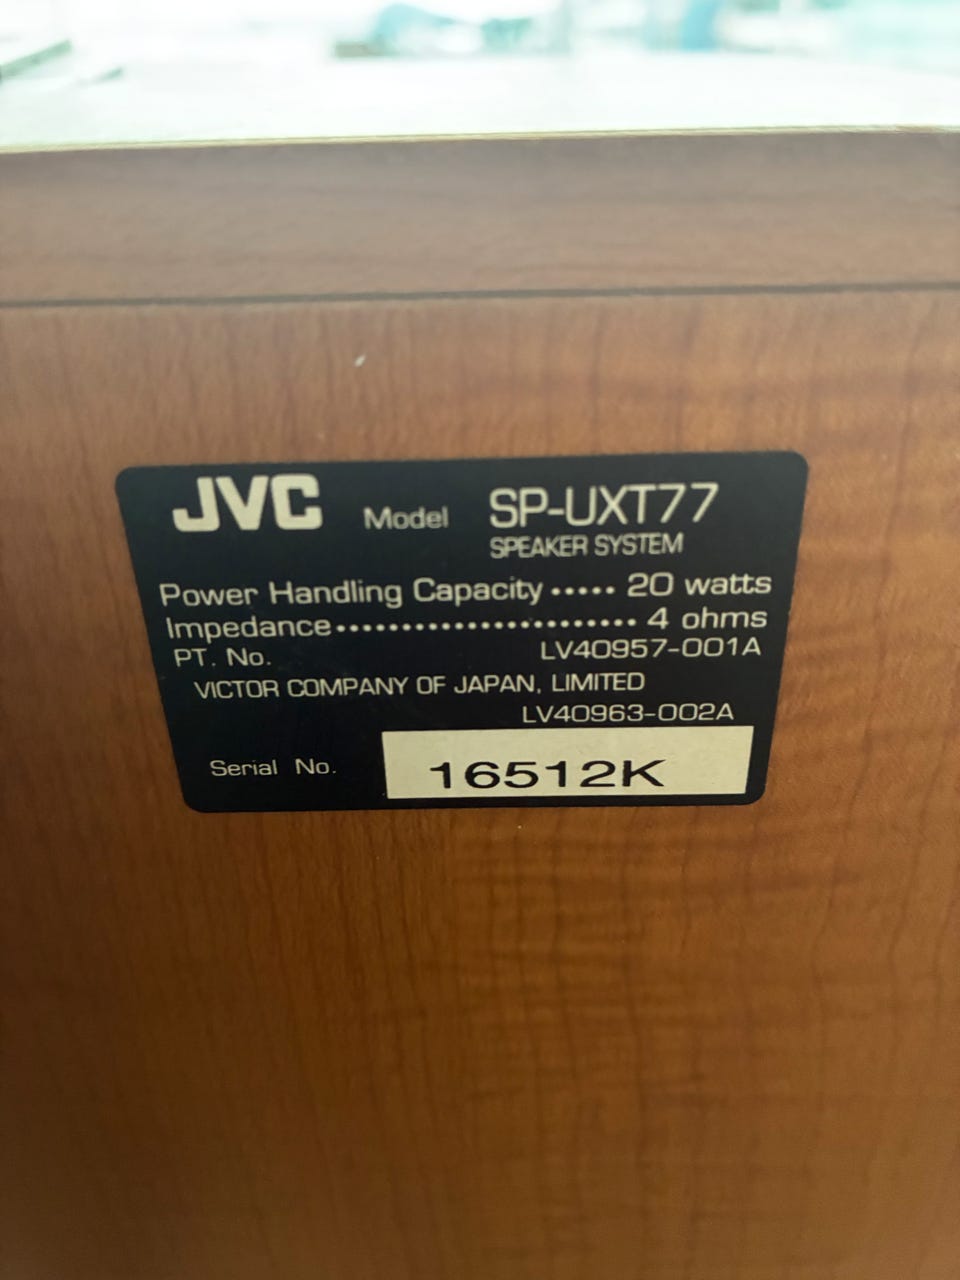 JVC Model SP-UXT77
SPEAKER SYSTEM
Power Handling Capacity ..... 20 watts
Impedance ....................... 4 ohms
PT. No. LV40957-001A
VICTOR COMPANY OF JAPAN, LIMITED
LV40963-002A
Serial No. 16512K